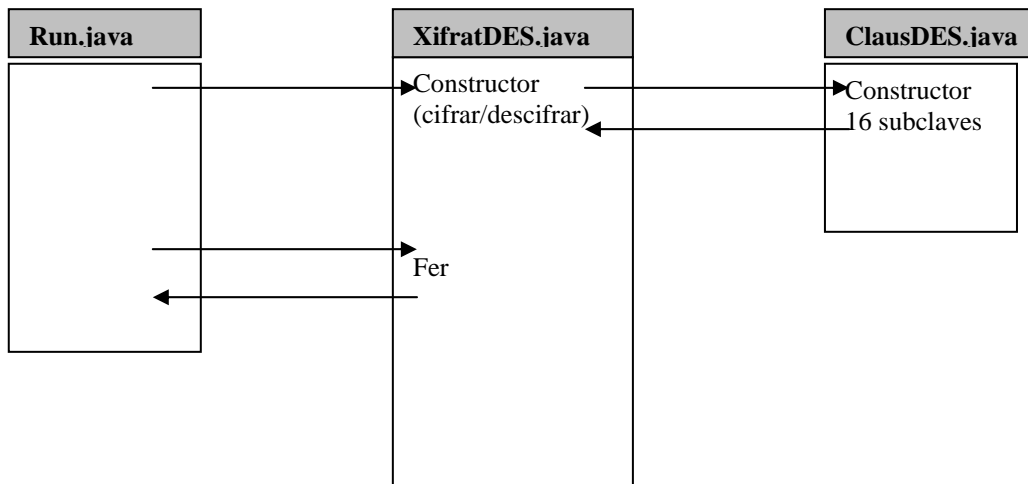 Run.java
XifratDES.java
ClausDES.java
Constructor
(cifrar/descifrar)
Constructor
16 subclaves
Fer